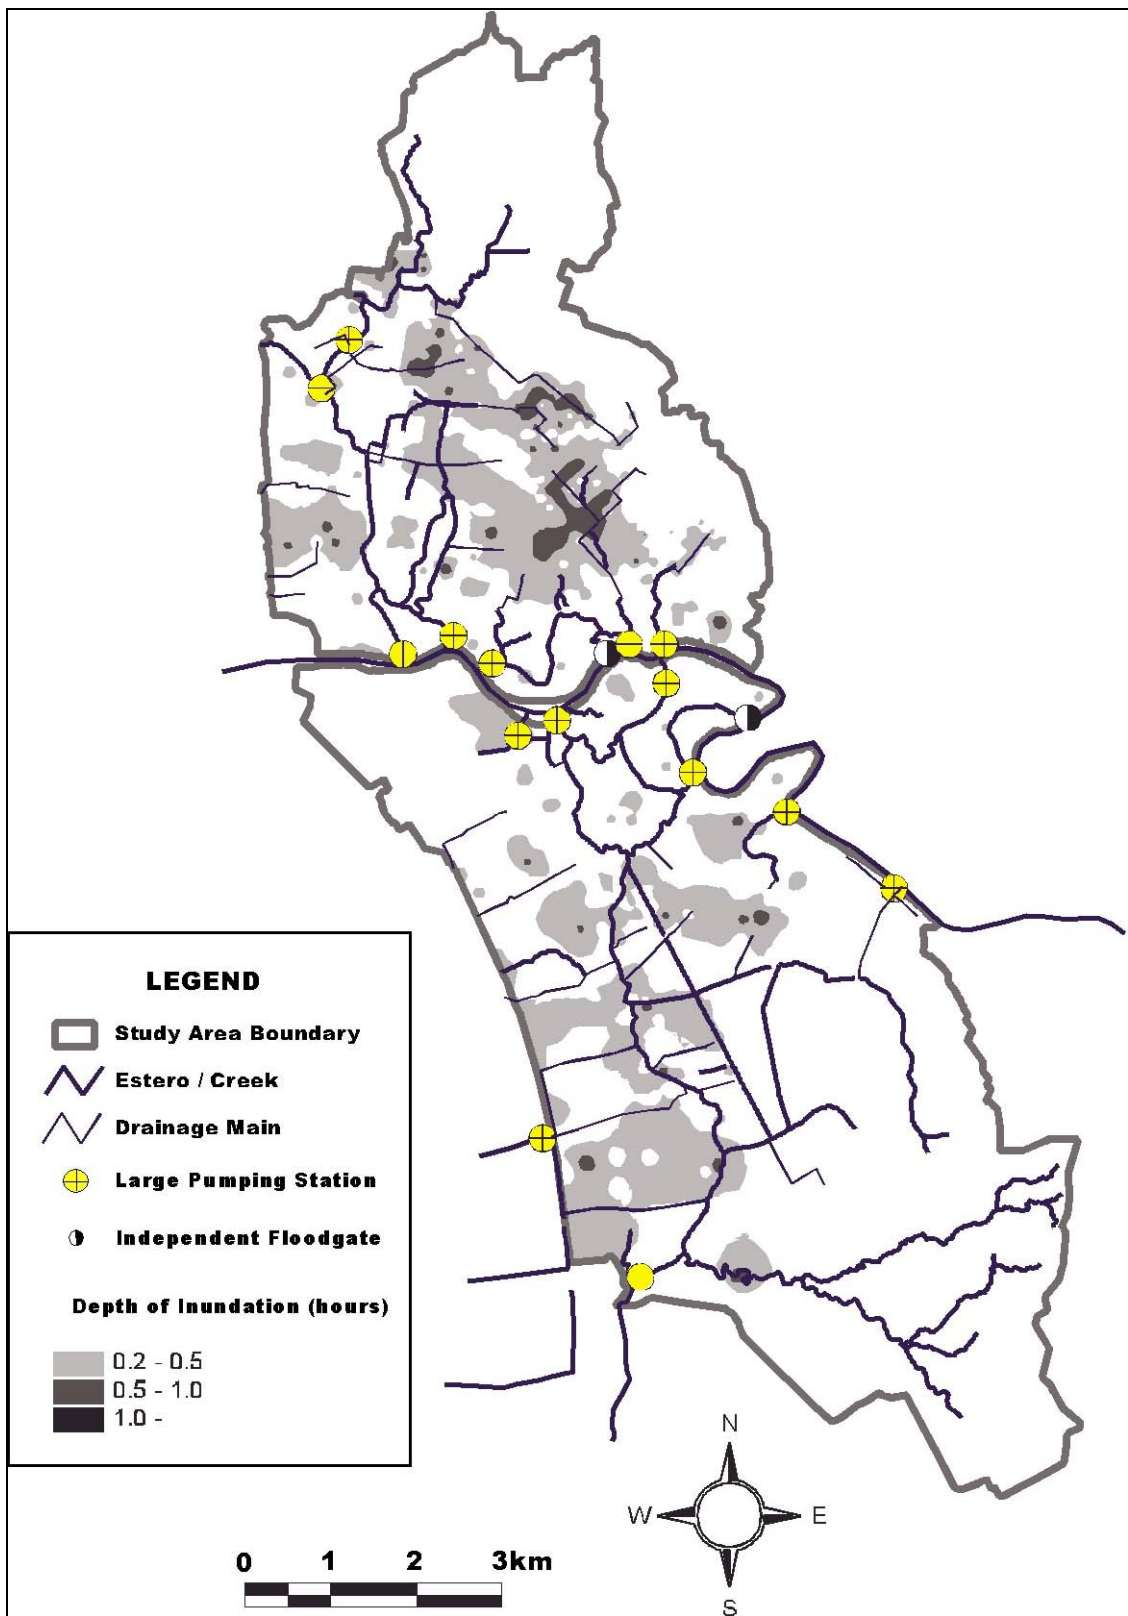 LEGEND
Study Area Boundary
Estero / Creek
Drainage Main
Large Pumping Station
Independent Floodgate
Depth of Inundation (hours)
0.2 - 0.5
0.5 - 1.0
1.0 -
N
W E
S
0 1 2 3km